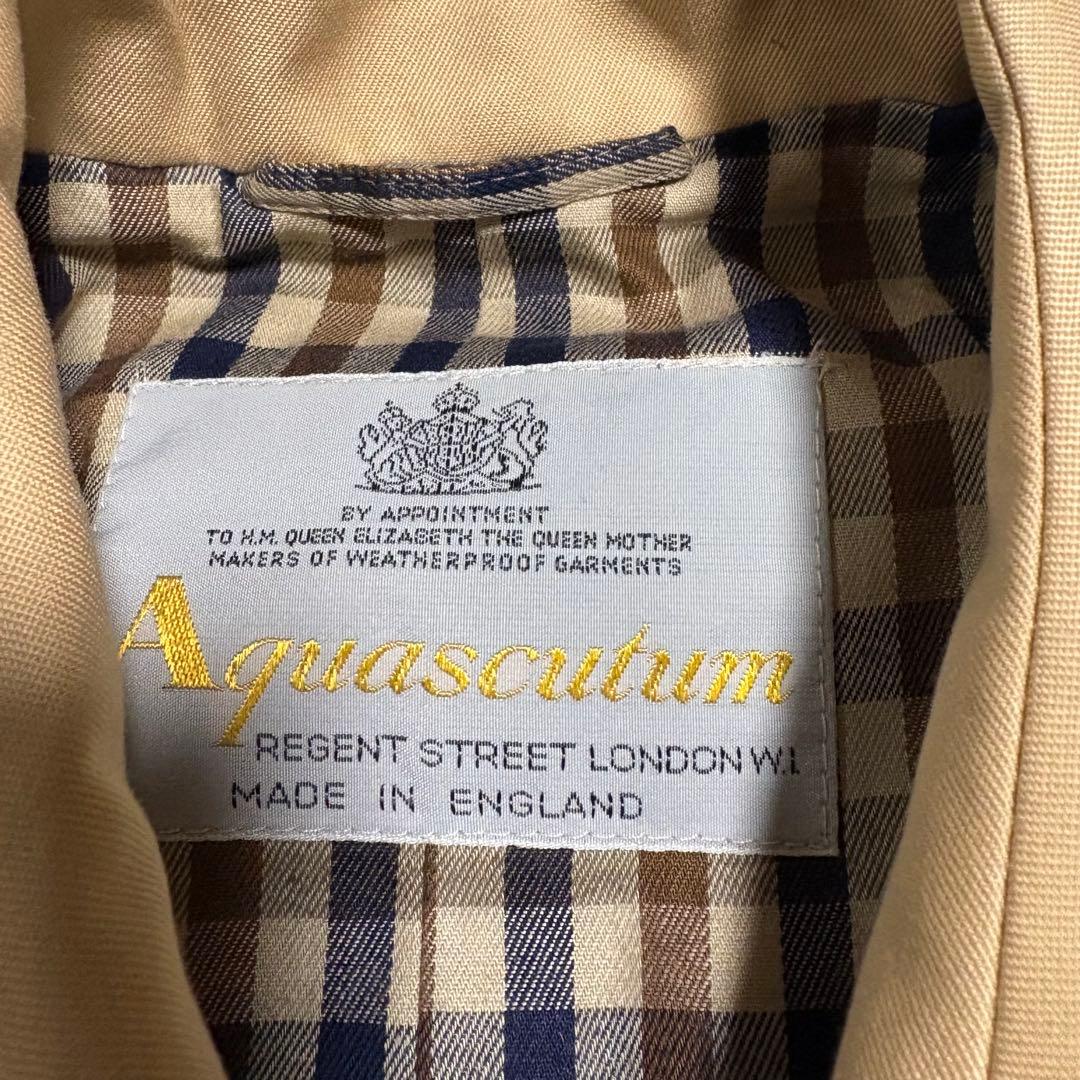 BY APPOINTMENT
TO H.M. QUEEN ELIZABETH THE QUEEN MOTHER
MAKERS OF WEATHERPROOF GARMENTS
Aquascutum
REGENT STREET LONDON W.1.
MADE IN ENGLAND